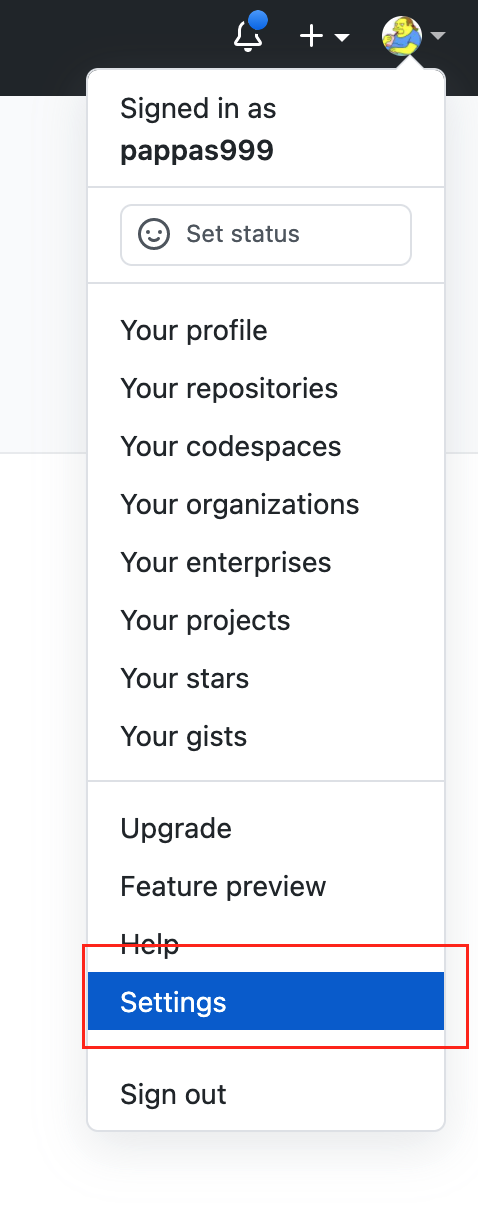 Signed in as
pappas999
Set status
Your profile
Your repositories
Your codespaces
Your organizations
Your enterprises
Your projects
Your stars
Your gists
Upgrade
Feature preview
Help
Settings
Sign out